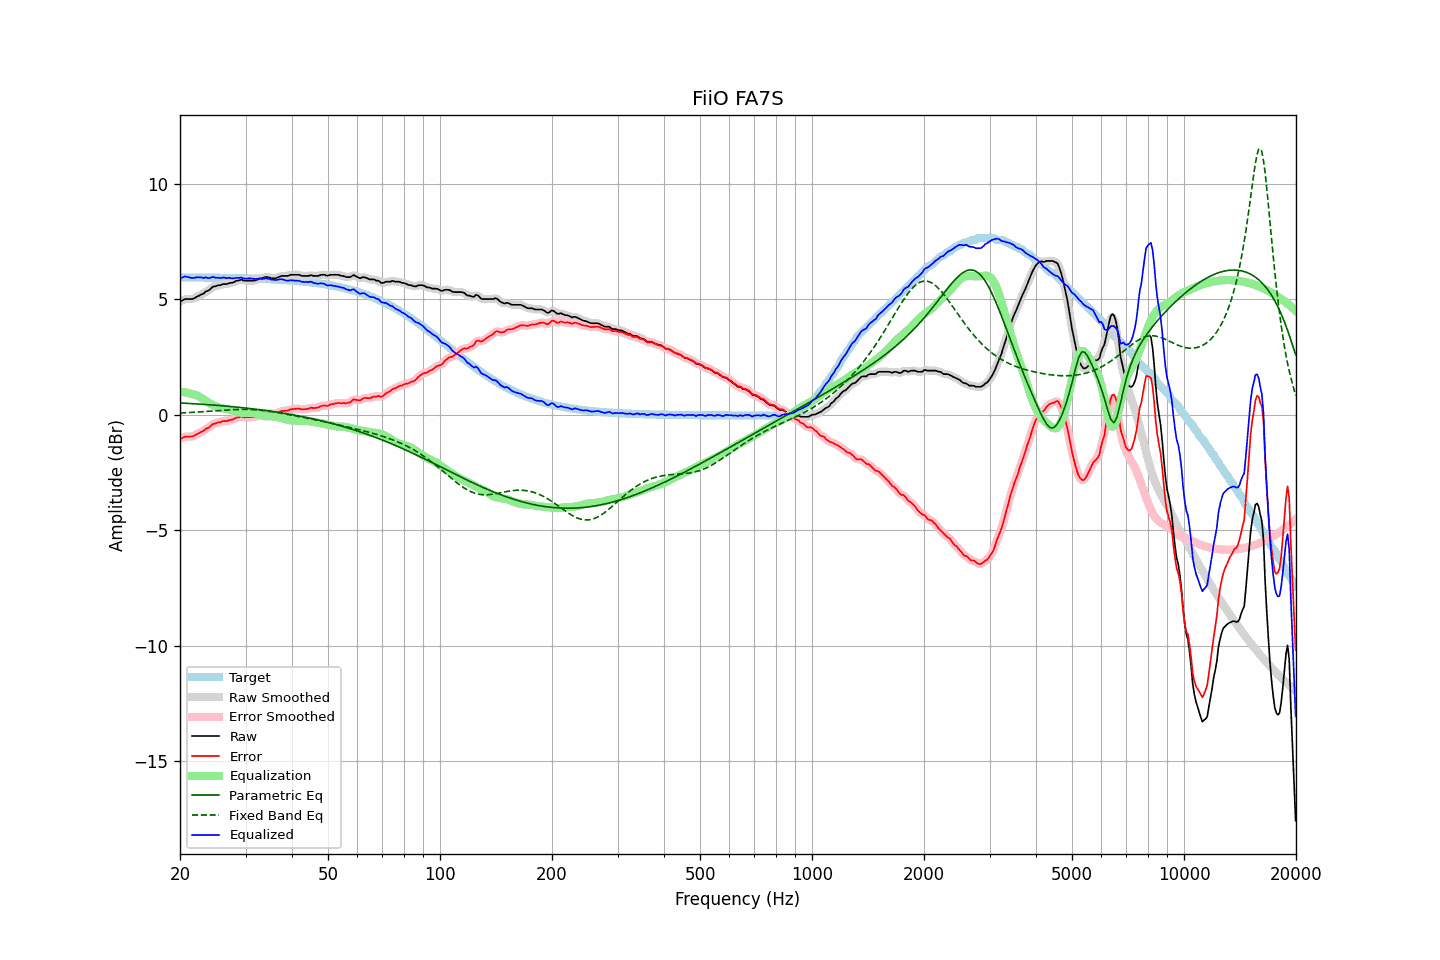 FiiO FA7S
Amplitude (dBr)
10
5
0
−5
−10
−15
Target
Raw Smoothed
Error Smoothed
Raw
Error
Equalization
Parametric Eq
Fixed Band Eq
Equalized
20 50 100 200 500 1000 2000 5000 10000 20000
Frequency (Hz)